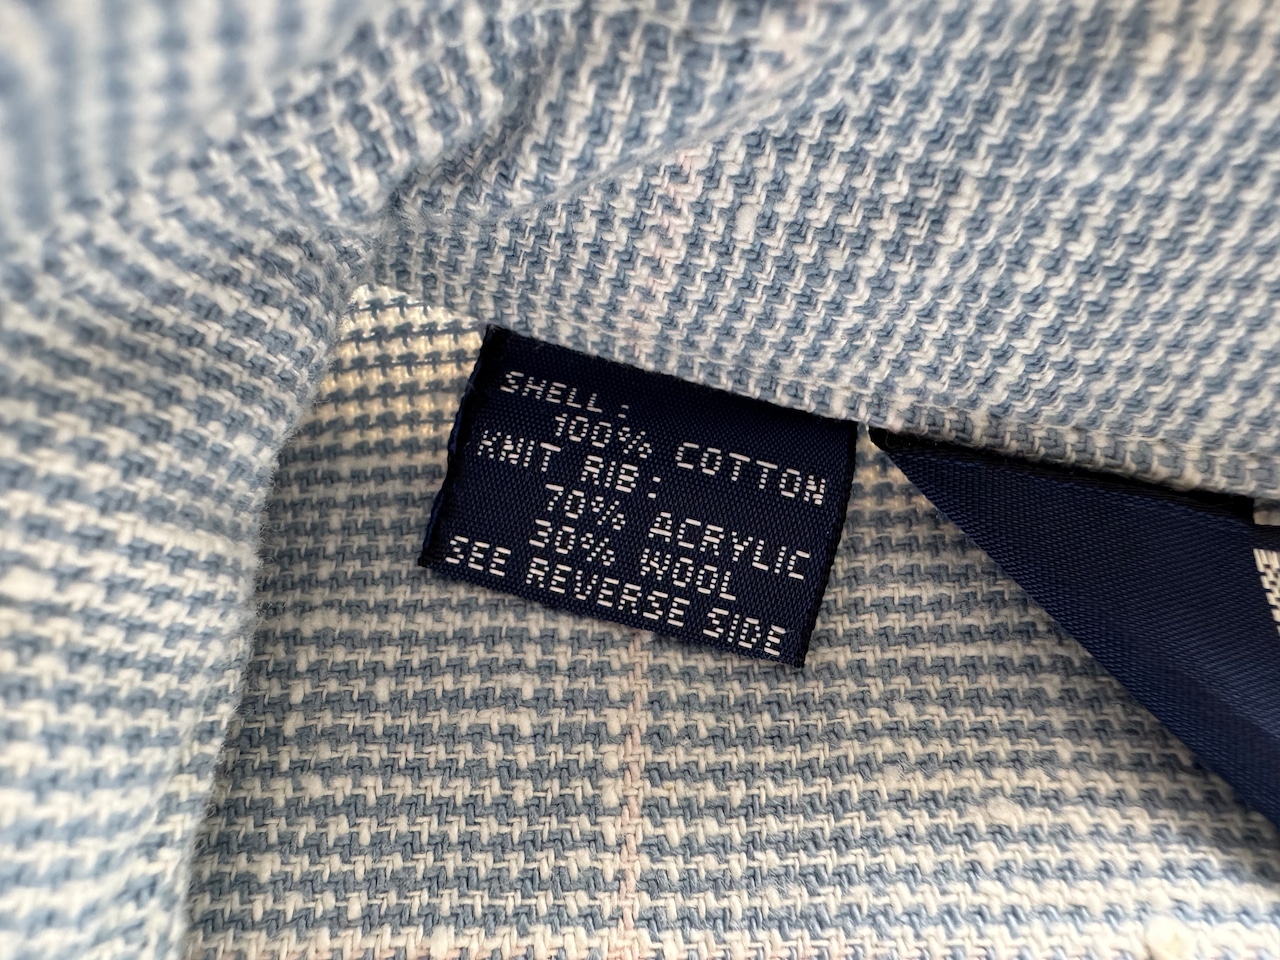 SHELL:
100% COTTON
KNIT RIB:
70% ACRYLIC
30% WOOL
SEE REVERSE SIDE